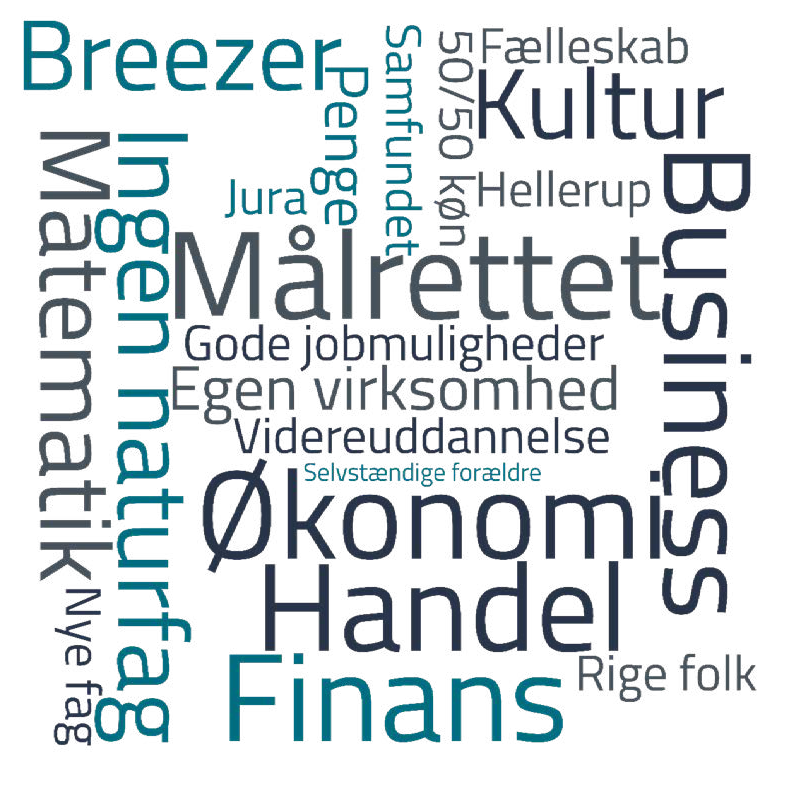 Breezer
Penge
Samfundet
50/50 køn
Fælleskab
Kultur
Matematik
Ingen naturfag
Jura
Hellerup
Business
Målrettet
Gode jobmuligheder
Egen virksomhed
Videreuddannelse
Selvstændige forældre
Økonomi
Handel
Nye fag
Finans
Rige folk